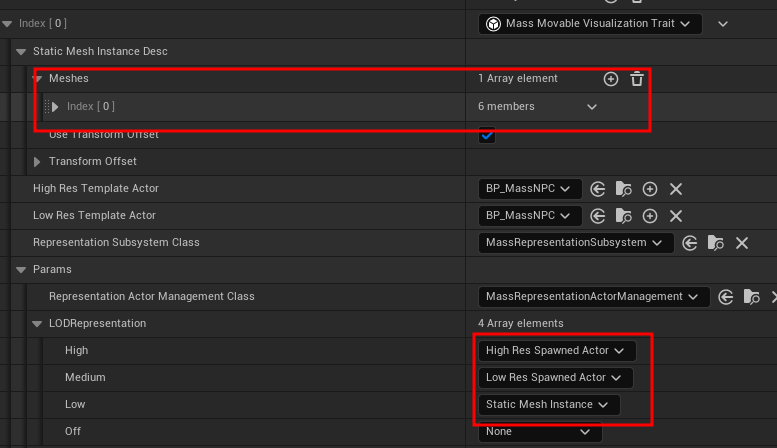 Index [ 0 ] Mass Movable Visualization Trait
Static Mesh Instance Desc
Meshes 1 Array element
Index [ 0 ] 6 members
Use Transform Offset
Transform Offset
High Res Template Actor BP_MassNPC
Low Res Template Actor BP_MassNPC
Representation Subsystem Class MassRepresentationSubsystem
Params
Representation Actor Management Class MassRepresentationActorManagement
LODRepresentation 4 Array elements
High High Res Spawned Actor
Medium Low Res Spawned Actor
Low Static Mesh Instance
Off None